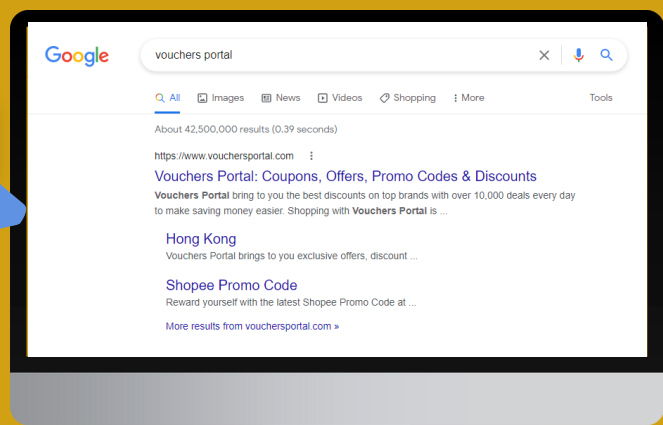 Google
vouchers portal
All Images News Videos Shopping More Tools
About 42,500,000 results (0.39 seconds)
https://www.vouchersportal.com
Vouchers Portal: Coupons, Offers, Promo Codes & Discounts
Vouchers Portal bring to you the best discounts on top brands with over 10,000 deals every day
to make saving money easier. Shopping with Vouchers Portal is ...
Hong Kong
Vouchers Portal brings to you exclusive offers, discount ...
Shopee Promo Code
Reward yourself with the latest Shopee Promo Code at ...
More results from vouchersportal.com »